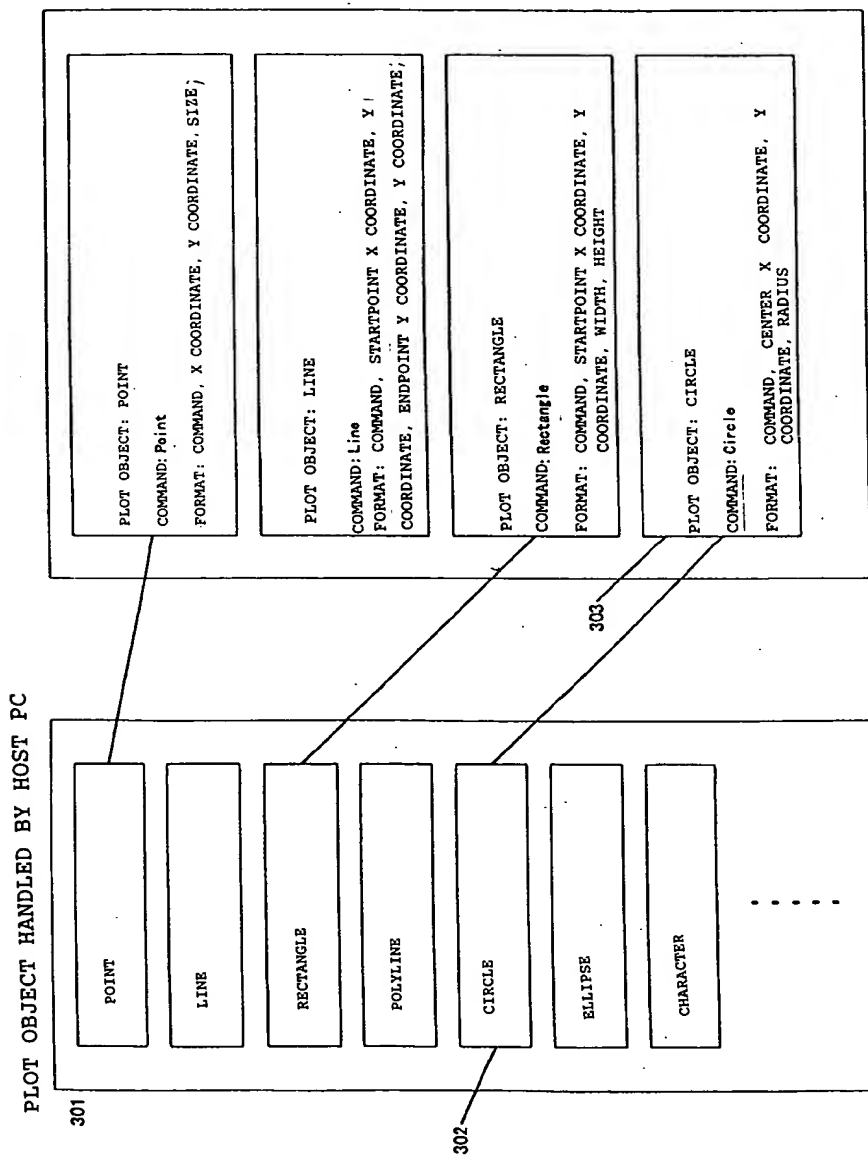 PLOT OBJECT HANDLED BY HOST PC
301
POINT
LINE
RECTANGLE
POLYLINE
CIRCLE
302
ELLIPSE
CHARACTER
.....
PLOT OBJECT: POINT
COMMAND: Point
FORMAT: COMMAND, X COORDINATE, Y COORDINATE, SIZE;
PLOT OBJECT: LINE
COMMAND: Line
FORMAT: COMMAND, STARTPOINT X COORDINATE, Y
COORDINATE, ENDPOINT Y COORDINATE, Y COORDINATE;
PLOT OBJECT: RECTANGLE
COMMAND: Rectangle
FORMAT: COMMAND, STARTPOINT X COORDINATE, Y
COORDINATE, WIDTH, HEIGHT
303
PLOT OBJECT: CIRCLE
COMMAND: Circle
FORMAT: COMMAND, CENTER X COORDINATE, Y
COORDINATE, RADIUS